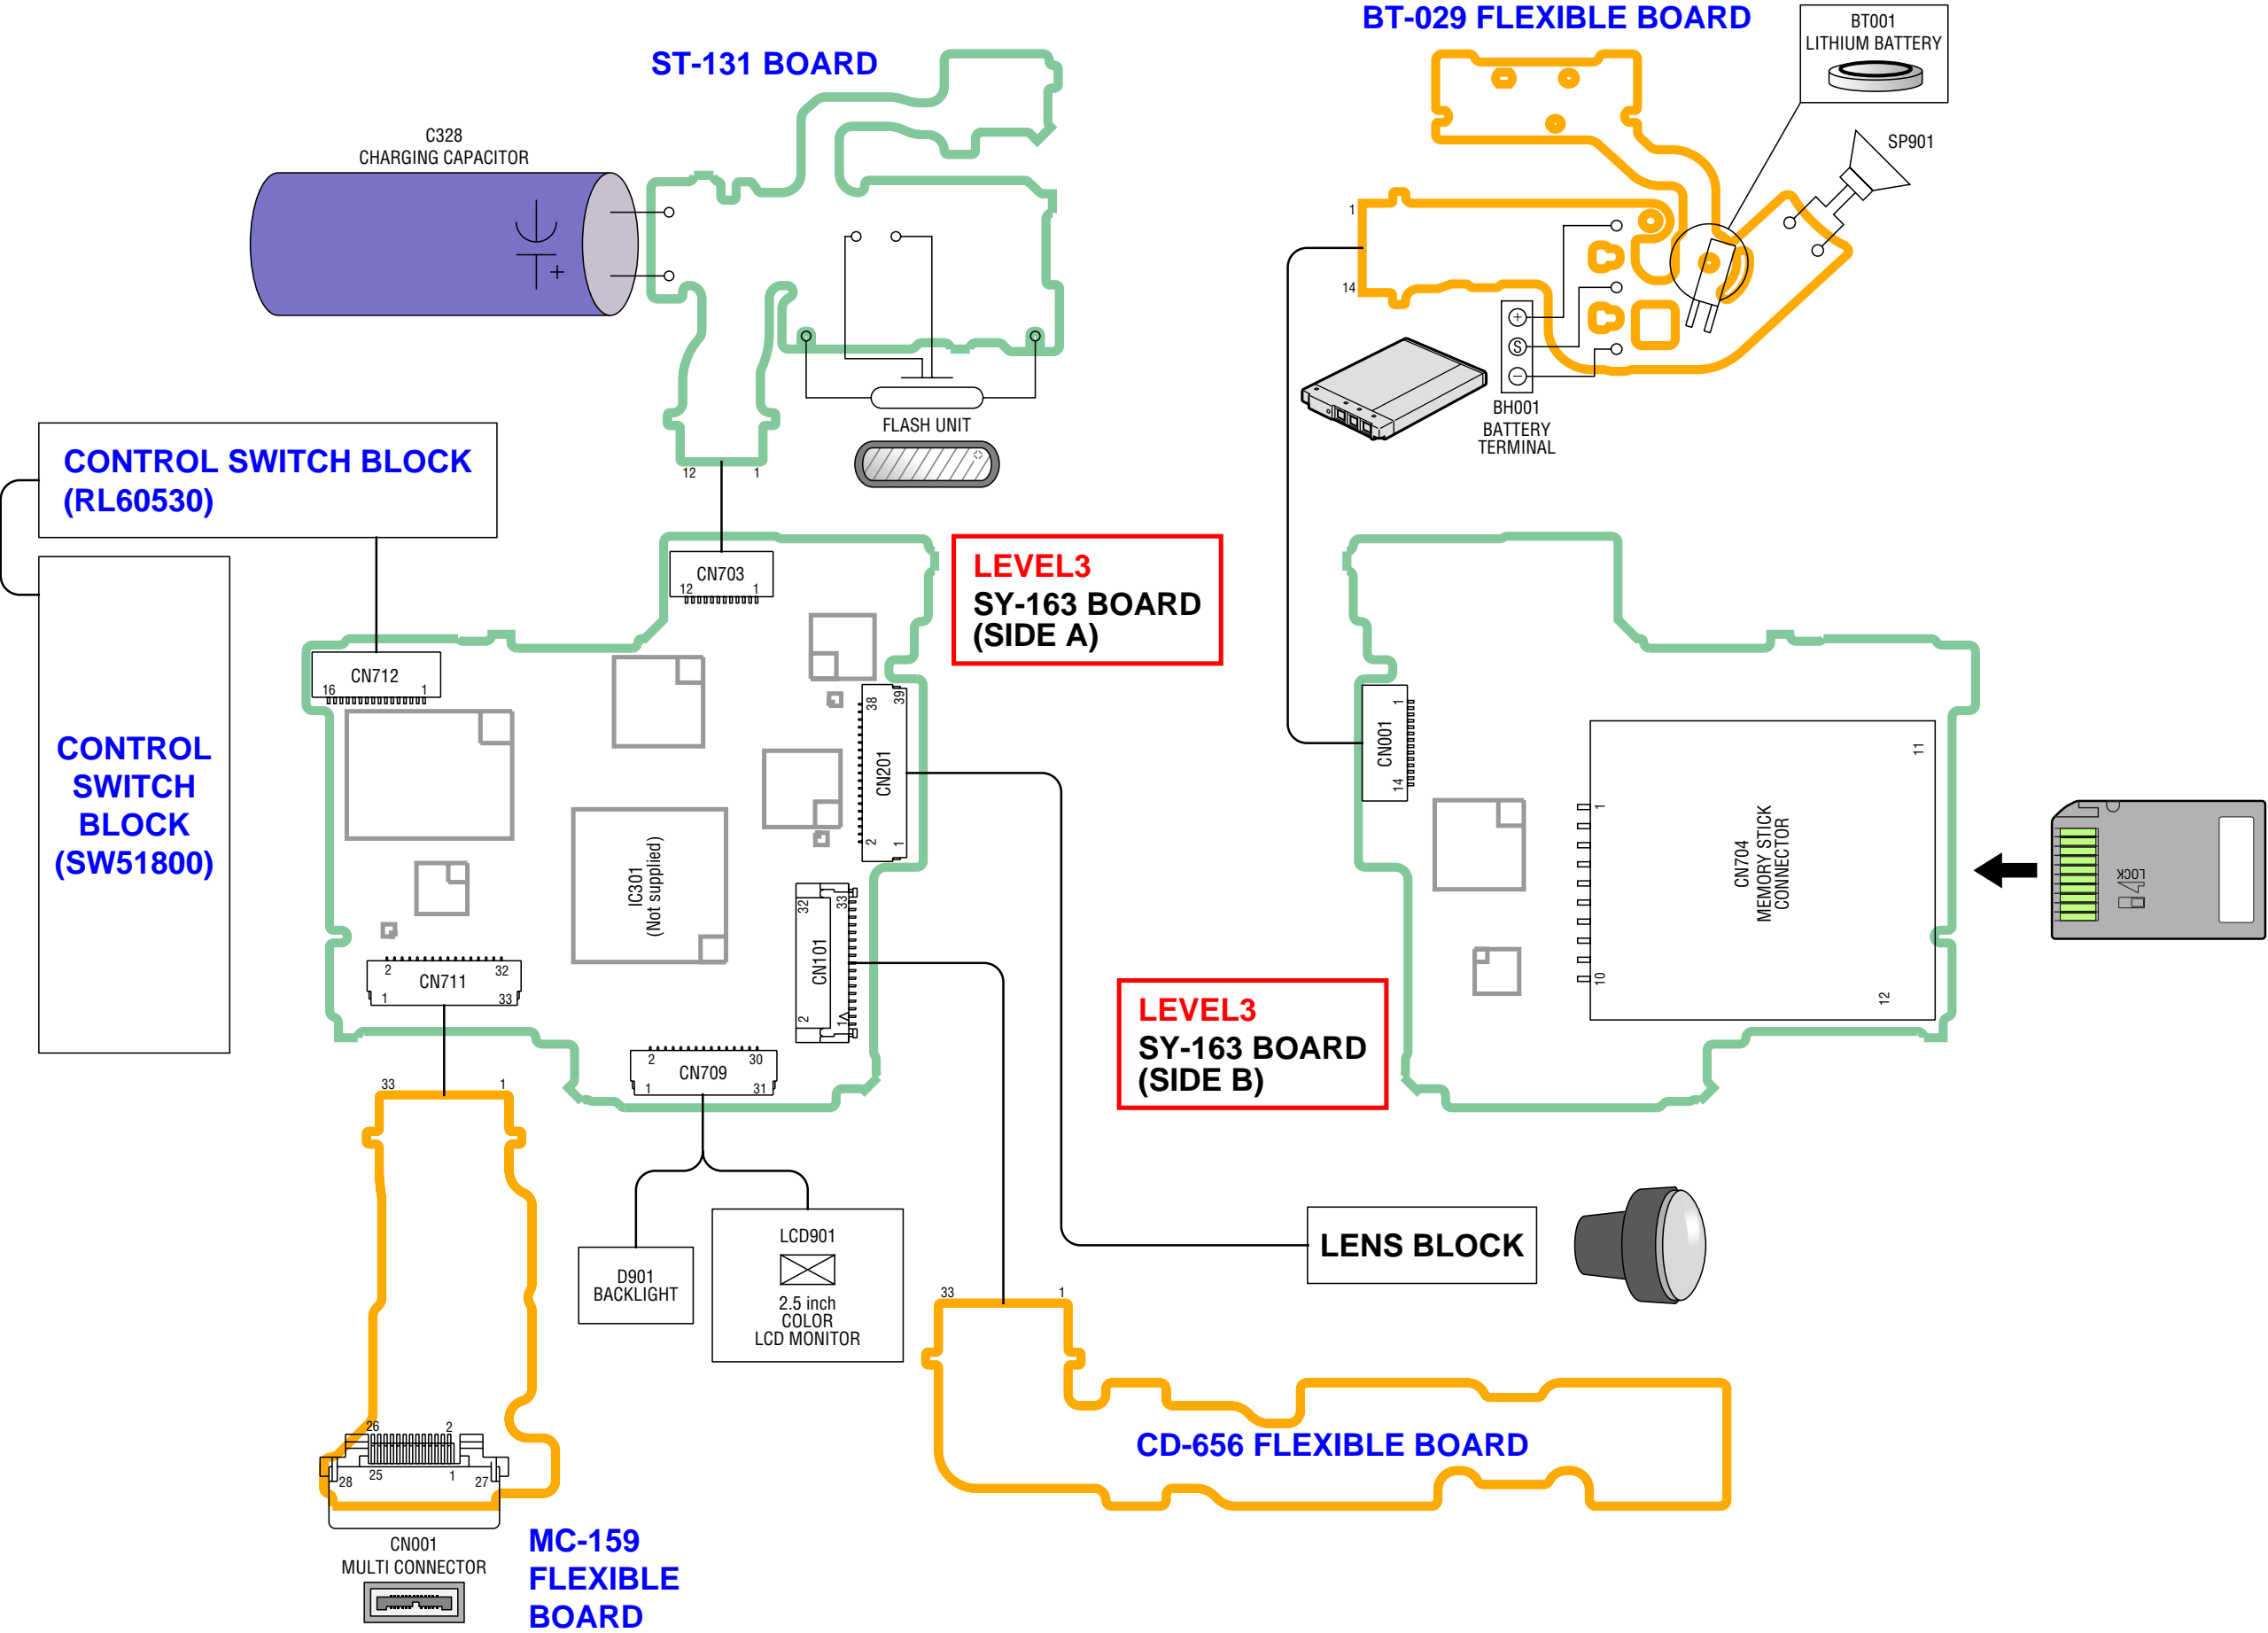 BT-029 FLEXIBLE BOARD
BT001
LITHIUM BATTERY
ST-131 BOARD
C328
CHARGING CAPACITOR
+
SP901
1
14
+
S
−
BH001
BATTERY
TERMINAL
FLASH UNIT
12 1
CONTROL SWITCH BLOCK
(RL60530)
CONTROL
SWITCH
BLOCK
(SW51800)
CN703
12 1
LEVEL3
SY-163 BOARD
(SIDE A)
CN712
16 1
38 39
CN201
2 1
IC301
(Not supplied)
32 33
CN101
2 1
2 32
CN711
1 33
2 30
CN709
1 31
1
CN001
14
1
10
11
12
CN704
MEMORY STICK
CONNECTOR
LOCK
LEVEL3
SY-163 BOARD
(SIDE B)
33 1
D901
BACKLIGHT
LCD901
2.5 inch
COLOR
LCD MONITOR
LENS BLOCK
33 1
CD-656 FLEXIBLE BOARD
26 2
28 25 1 27
CN001
MULTI CONNECTOR
MC-159
FLEXIBLE
BOARD